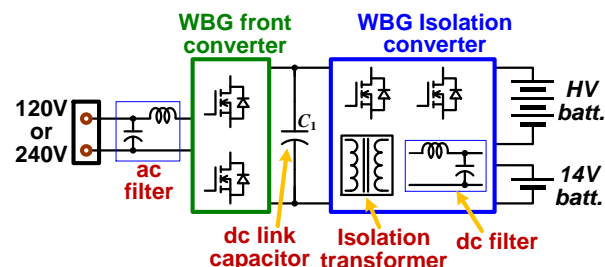 WBG front
converter
WBG Isolation
converter
120V
or
240V
ac
filter
C1
dc link
capacitor
Isolation
transformer
dc filter
HV
batt.
14V
batt.